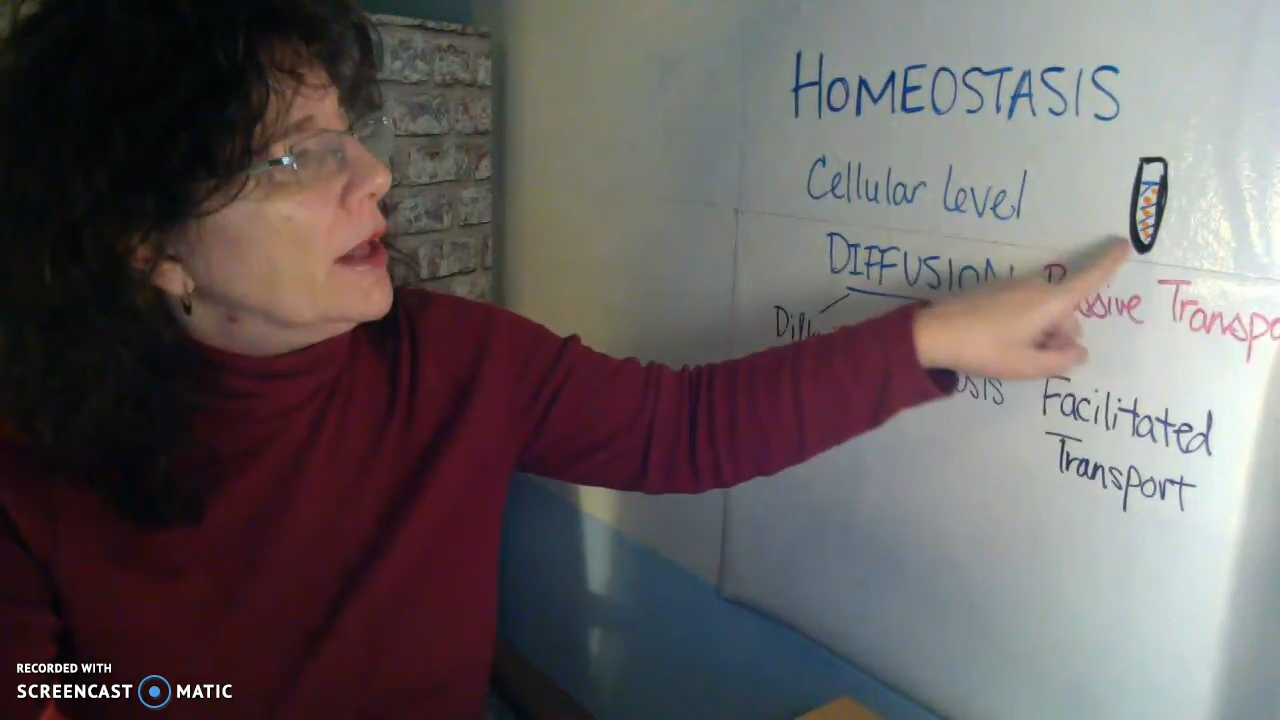 HOMEOSTASIS
Cellular level
DIFFUSION
Facilitated
Transport
RECORDED WITH
SCREENCAST MATIC